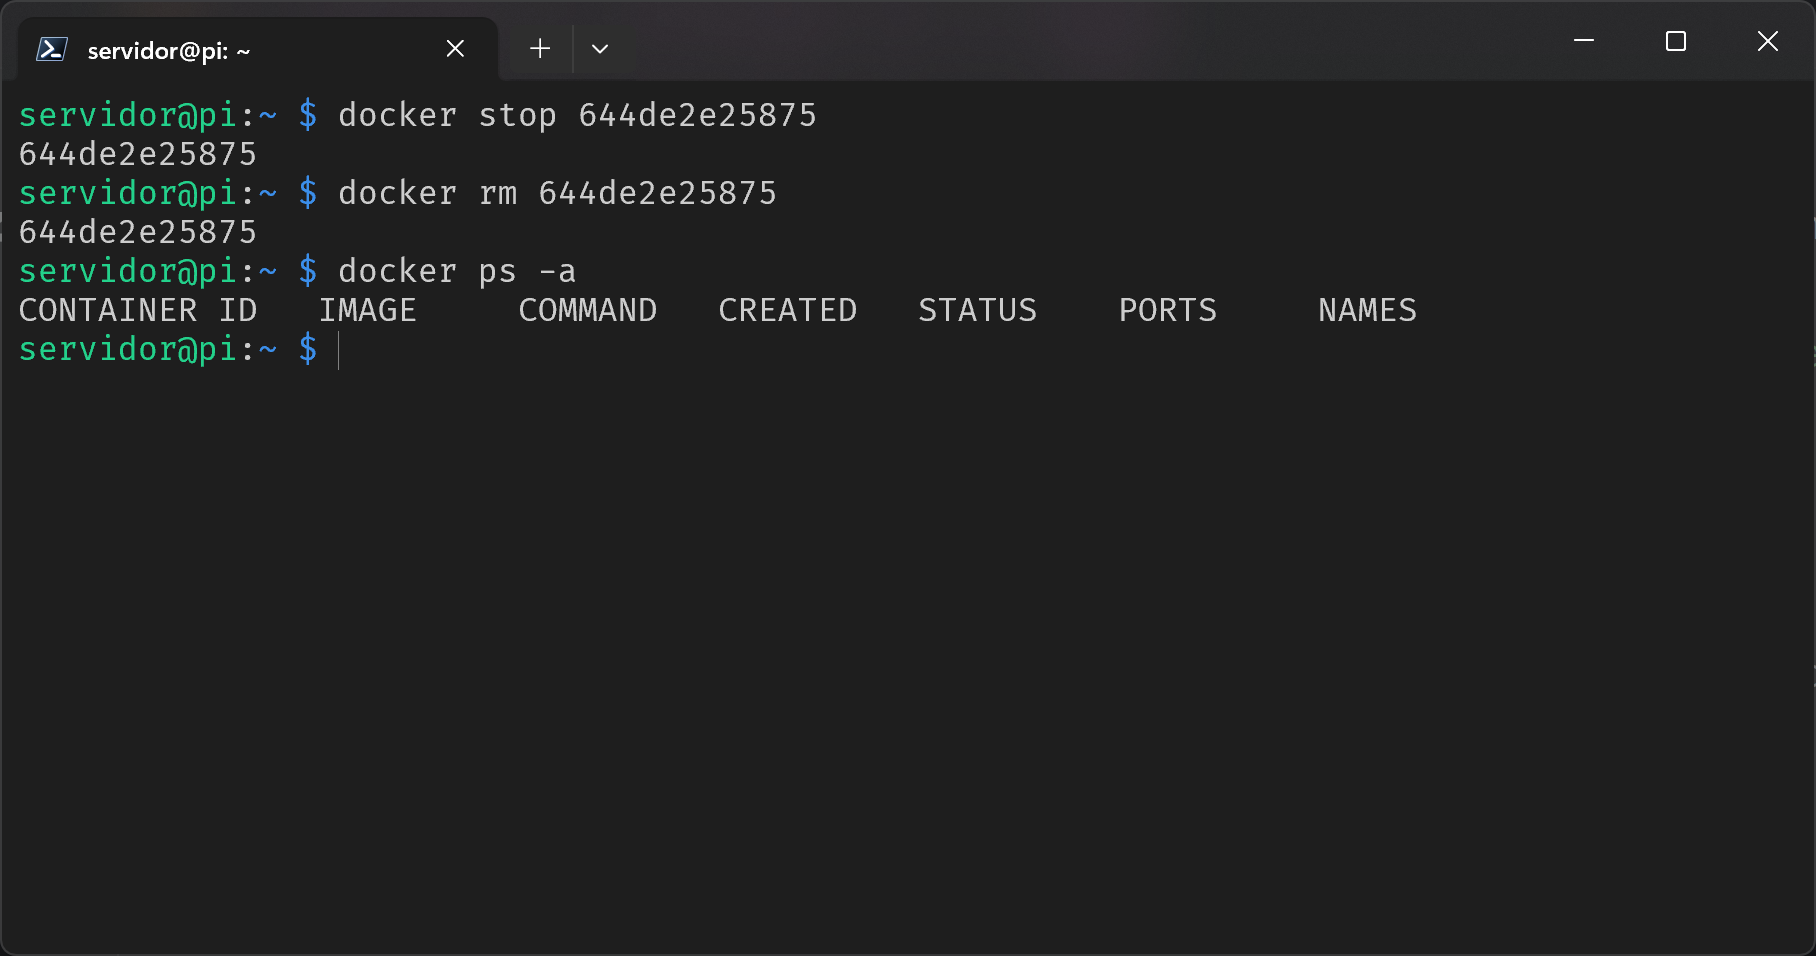 servidor@pi: ~
servidor@pi:~ $ docker stop 644de2e25875
644de2e25875
servidor@pi:~ $ docker rm 644de2e25875
644de2e25875
servidor@pi:~ $ docker ps -a
CONTAINER ID   IMAGE     COMMAND   CREATED   STATUS    PORTS     NAMES
servidor@pi:~ $